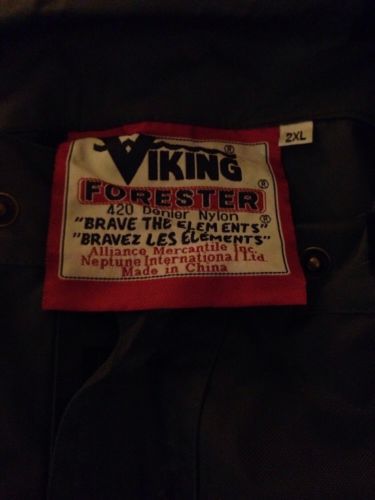 VIKING®
2XL
FORESTER®
420 Denier Nylon
"BRAVE THE ELEMENTS"®
"BRAVEZ LES ÉLÉMENTS"
Alliance Mercantile Inc.
Neptune International Ltd.
Made in China